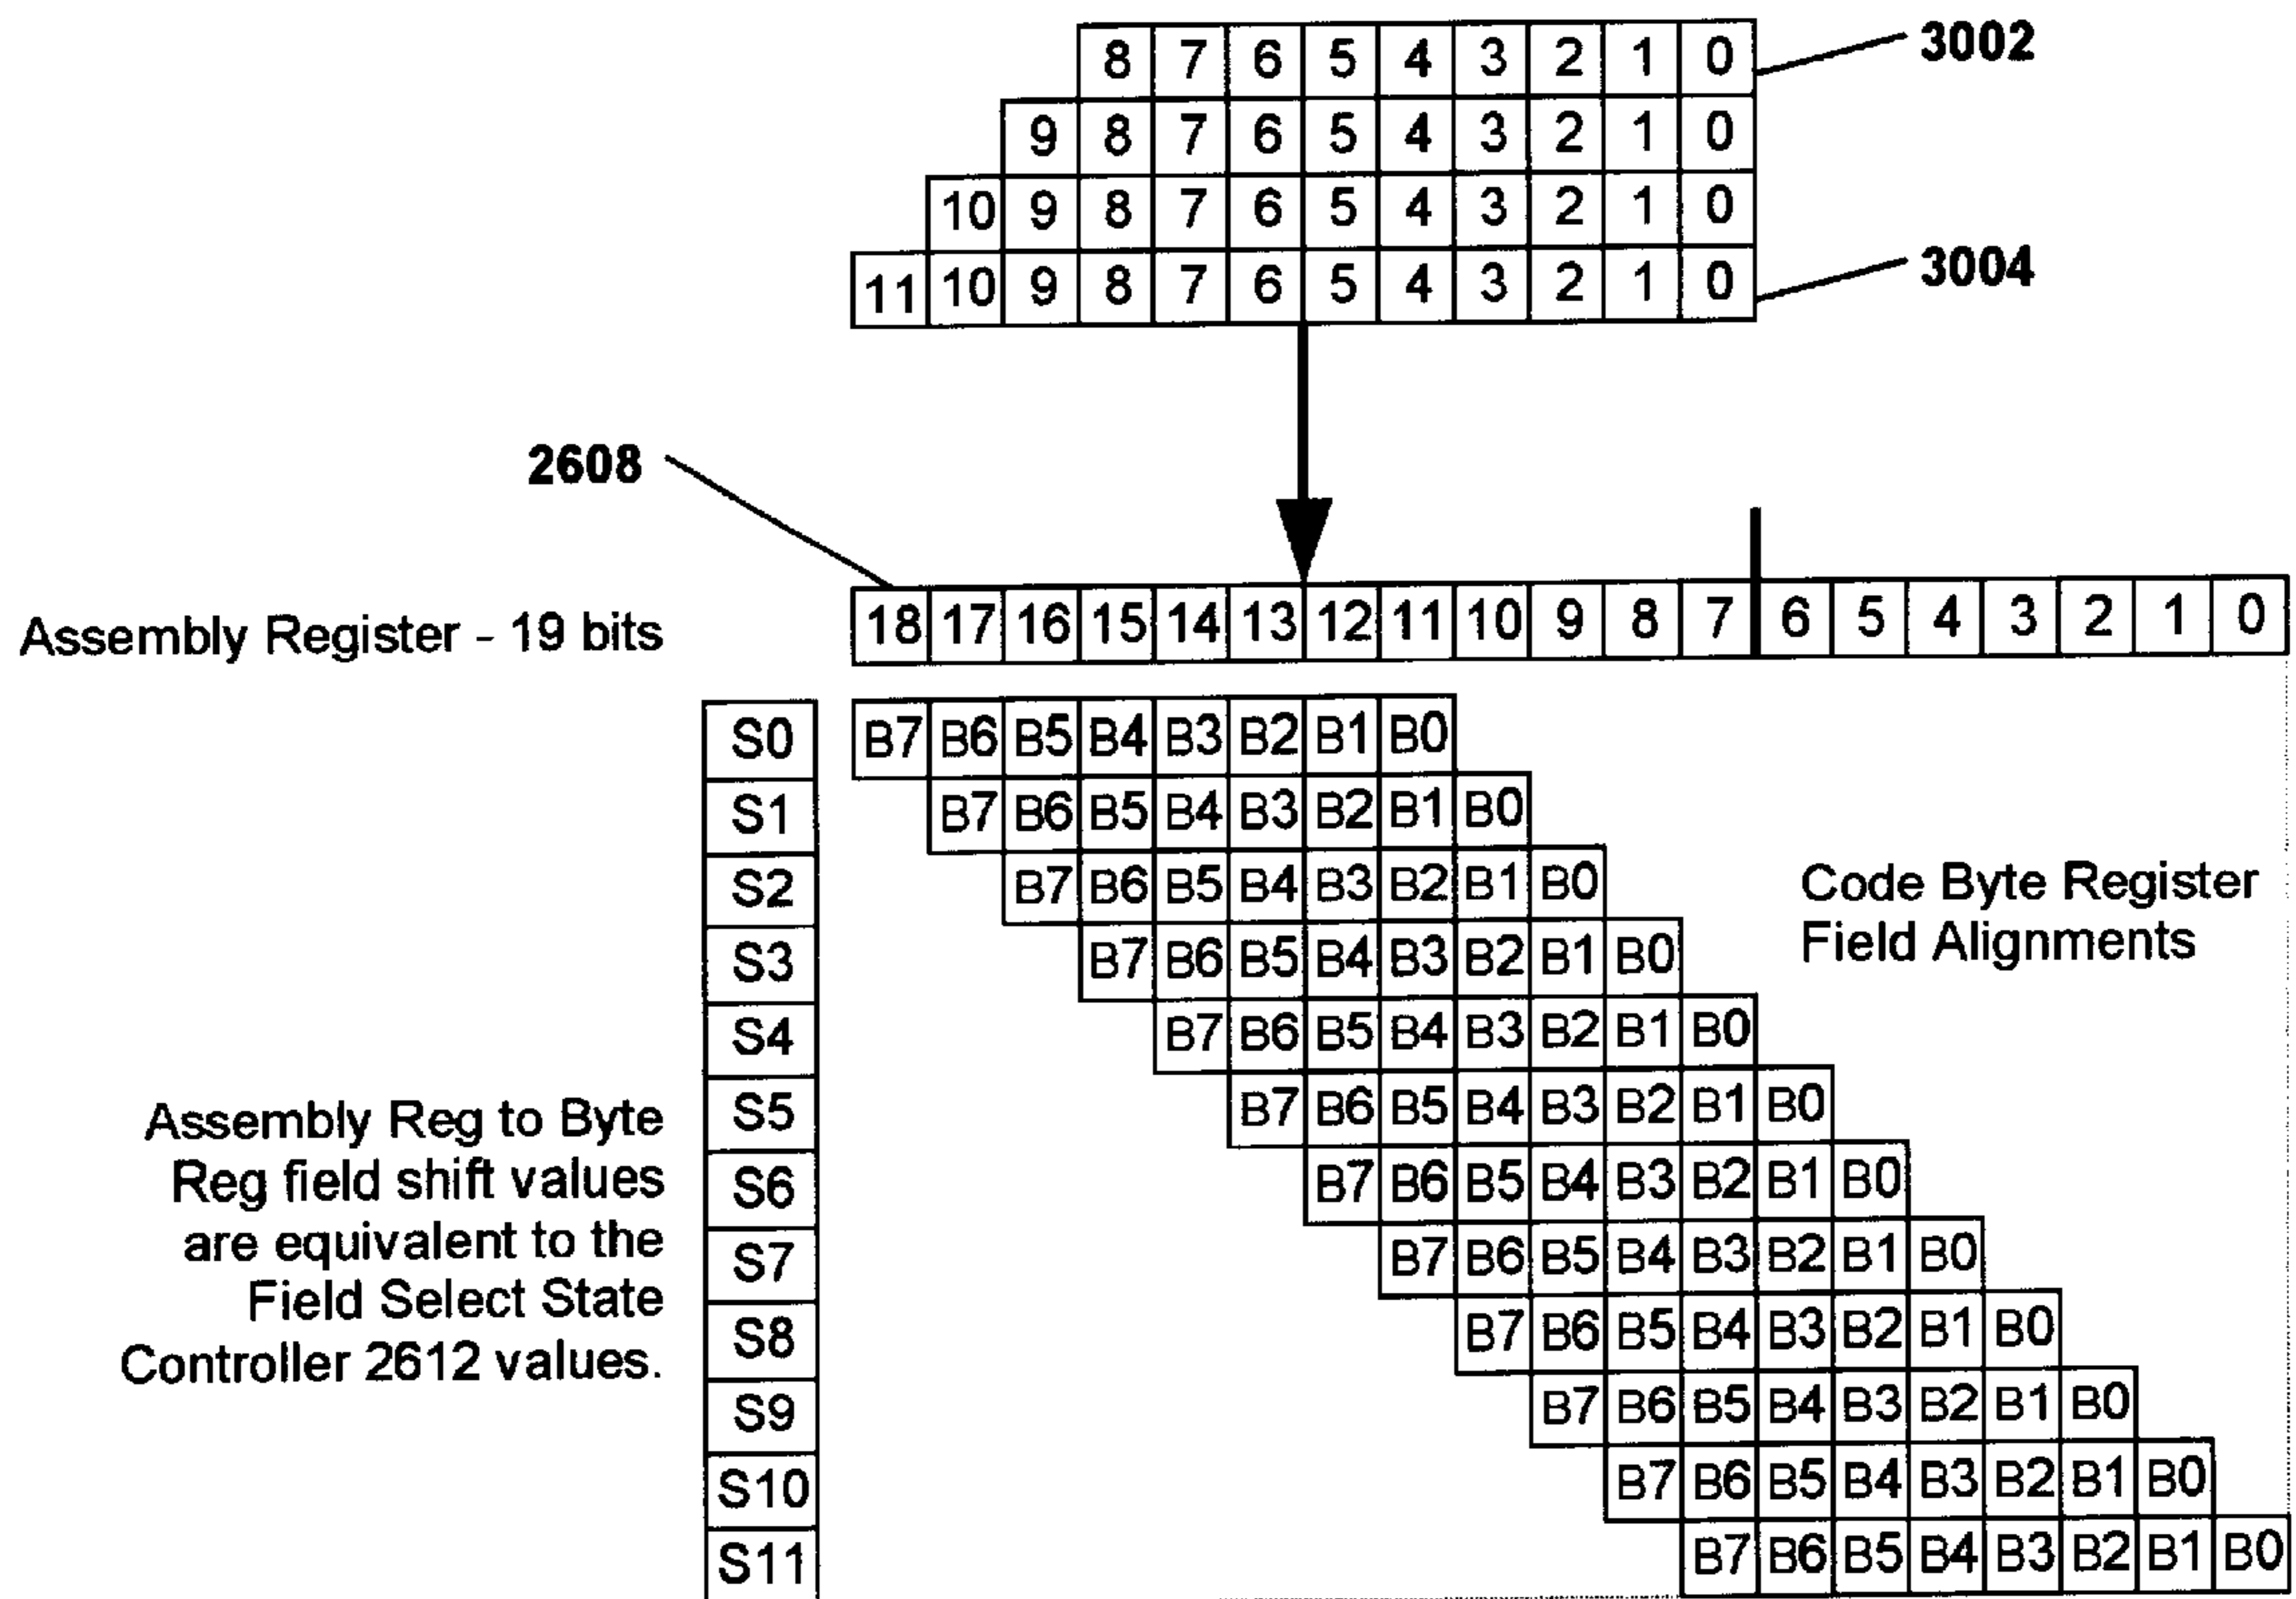 8 7 6 5 4 3 2 1 0 3002
9 8 7 6 5 4 3 2 1 0
10 9 8 7 6 5 4 3 2 1 0
11 10 9 8 7 6 5 4 3 2 1 0 3004
2608
Assembly Register - 19 bits 18 17 16 15 14 13 12 11 10 9 8 7 6 5 4 3 2 1 0
S0 B7 B6 B5 B4 B3 B2 B1 B0
S1 B7 B6 B5 B4 B3 B2 B1 B0
S2 B7 B6 B5 B4 B3 B2 B1 B0
S3 B7 B6 B5 B4 B3 B2 B1 B0
S4 B7 B6 B5 B4 B3 B2 B1 B0
S5 B7 B6 B5 B4 B3 B2 B1 B0
S6 B7 B6 B5 B4 B3 B2 B1 B0
S7 B7 B6 B5 B4 B3 B2 B1 B0
S8 B7 B6 B5 B4 B3 B2 B1 B0
S9 B7 B6 B5 B4 B3 B2 B1 B0
S10 B7 B6 B5 B4 B3 B2 B1 B0
S11 B7 B6 B5 B4 B3 B2 B1 B0
Code Byte Register
Field Alignments
Assembly Reg to Byte
Reg field shift values
are equivalent to the
Field Select State
Controller 2612 values.